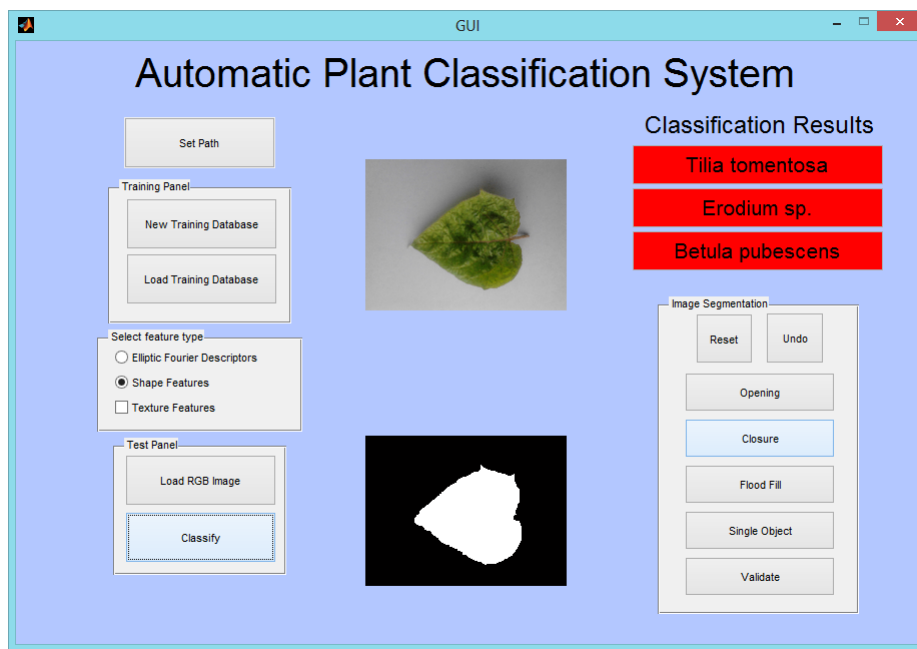 GUI
Automatic Plant Classification System
Set Path
Training Panel
New Training Database
Load Training Database
Select feature type
Elliptic Fourier Descriptors
Shape Features
Texture Features
Test Panel
Load RGB Image
Classify
Classification Results
Tilia tomentosa
Erodium sp.
Betula pubescens
Image Segmentation
Reset
Undo
Opening
Closure
Flood Fill
Single Object
Validate